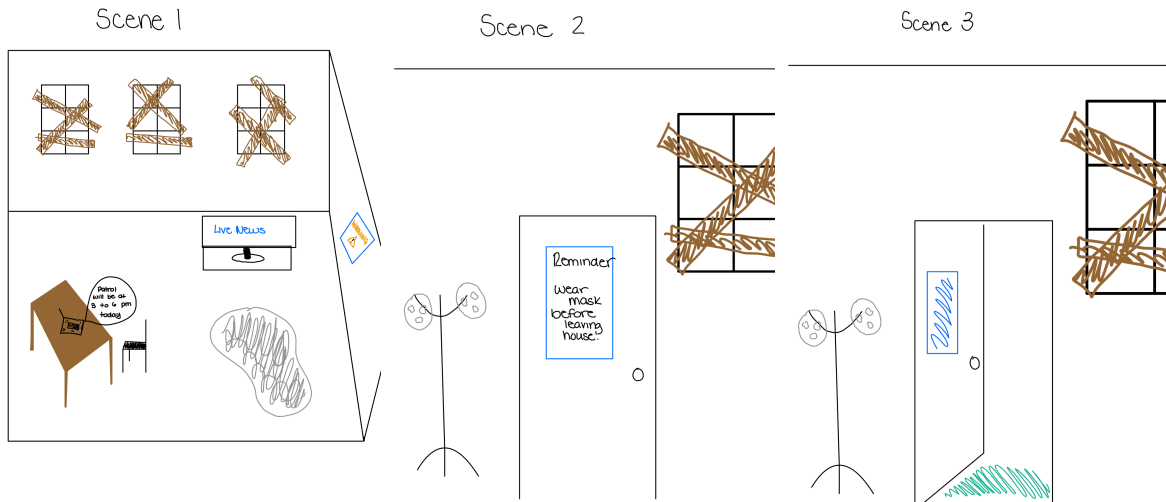 Scene 1
Scene 2
Scene 3
Live News
WARNING
Patrol
will be at
3 to 6 pm
today
Reminder
Wear
mask
before
leaving
house.